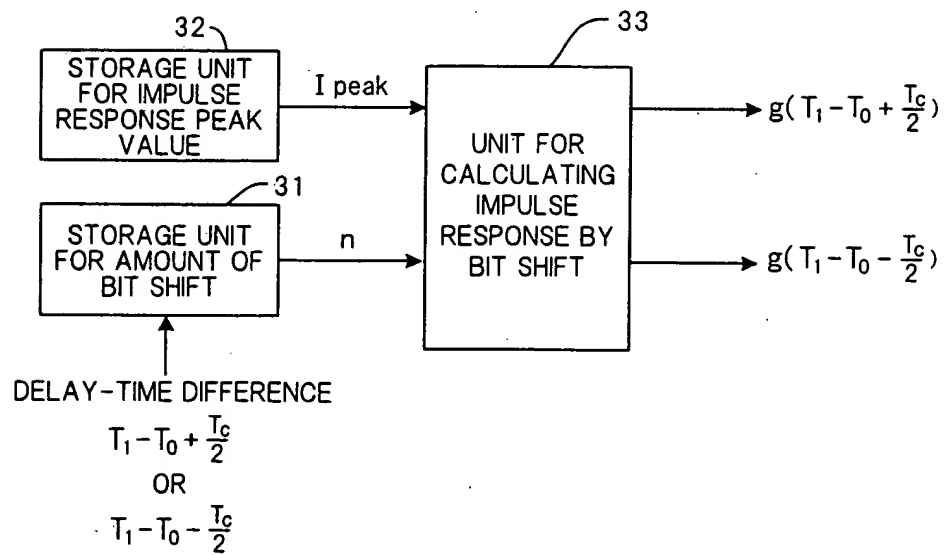 32
STORAGE UNIT
FOR IMPULSE
RESPONSE PEAK
VALUE
I peak
33
UNIT FOR
CALCULATING
IMPULSE
RESPONSE BY
BIT SHIFT
g(T₁-T₀+Tc/2)
31
STORAGE UNIT
FOR AMOUNT OF
BIT SHIFT
n
g(T₁-T₀-Tc/2)
DELAY-TIME DIFFERENCE
T₁-T₀+Tc/2
OR
T₁-T₀-Tc/2